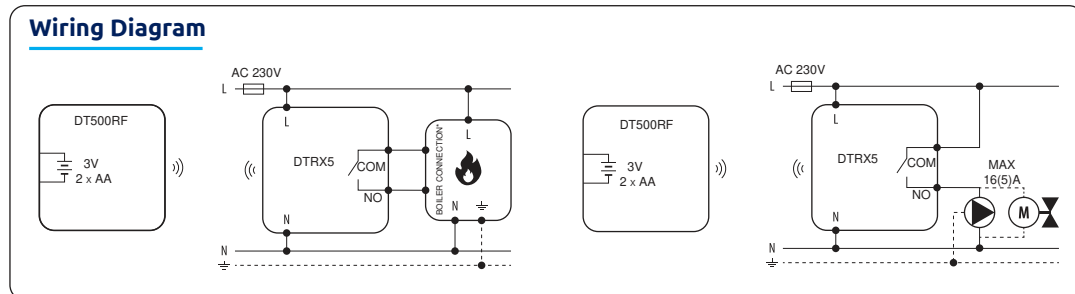 Wiring Diagram
DT500RF
3V
2 x AA
AC 230V
L
L
DTRX5
COM
NO
N
BOILER CONNECTION*
L
N
N
DT500RF
3V
2 x AA
AC 230V
L
L
DTRX5
COM
NO
N
MAX
16(5)A
M
N